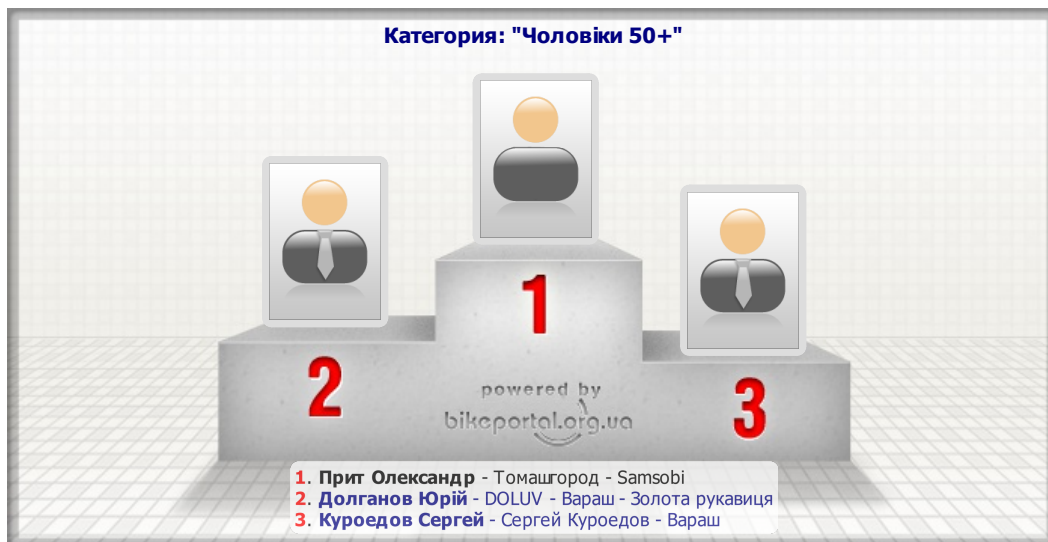 Категория: "Чоловіки 50+"
1
2
3
powered by
bikeportal.org.ua
1. Прит Олександр - Томашгород - Samsobi
2. Долганов Юрій - DOLUV - Вараш - Золота рукавиця
3. Куроедов Сергей - Сергей Куроедов - Вараш